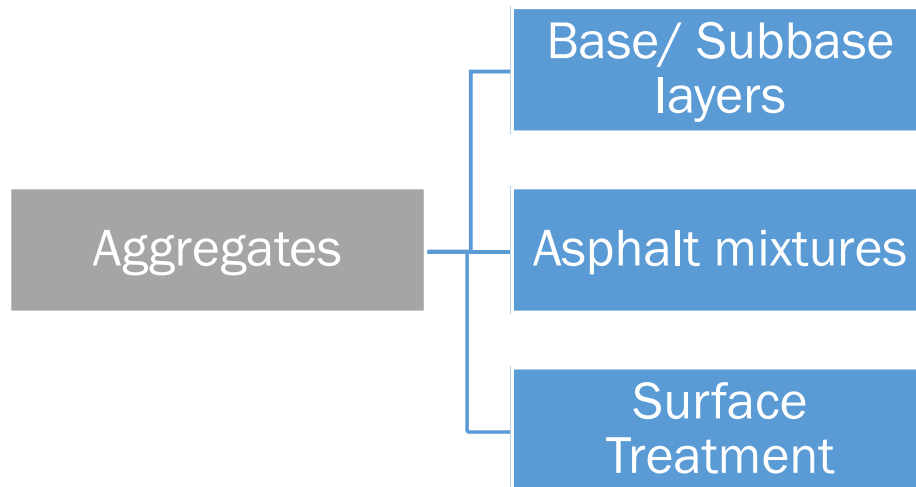 Base/ Subbase
layers
Aggregates
Asphalt mixtures
Surface
Treatment